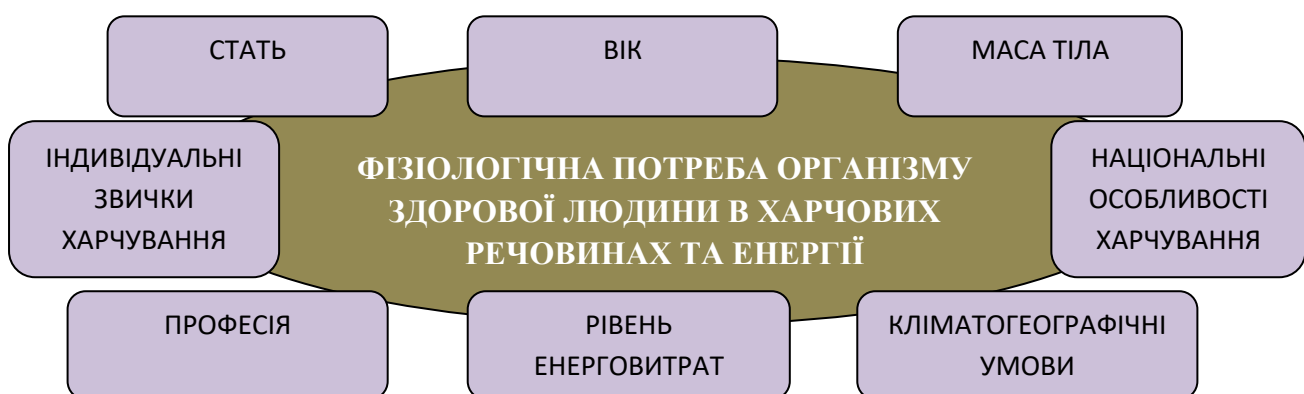 СТАТЬ
ВІК
МАСА ТІЛА
ІНДИВІДУАЛЬНІ
ЗВИЧКИ
ХАРЧУВАННЯ
ФІЗІОЛОГІЧНА ПОТРЕБА ОРГАНІЗМУ
ЗДОРОВОЇ ЛЮДИНИ В ХАРЧОВИХ
РЕЧОВИНАХ ТА ЕНЕРГІЇ
НАЦІОНАЛЬНІ
ОСОБЛИВОСТІ
ХАРЧУВАННЯ
ПРОФЕСІЯ
РІВЕНЬ
ЕНЕРГОВИТРАТ
КЛІМАТОГЕОГРАФІЧНІ
УМОВИ